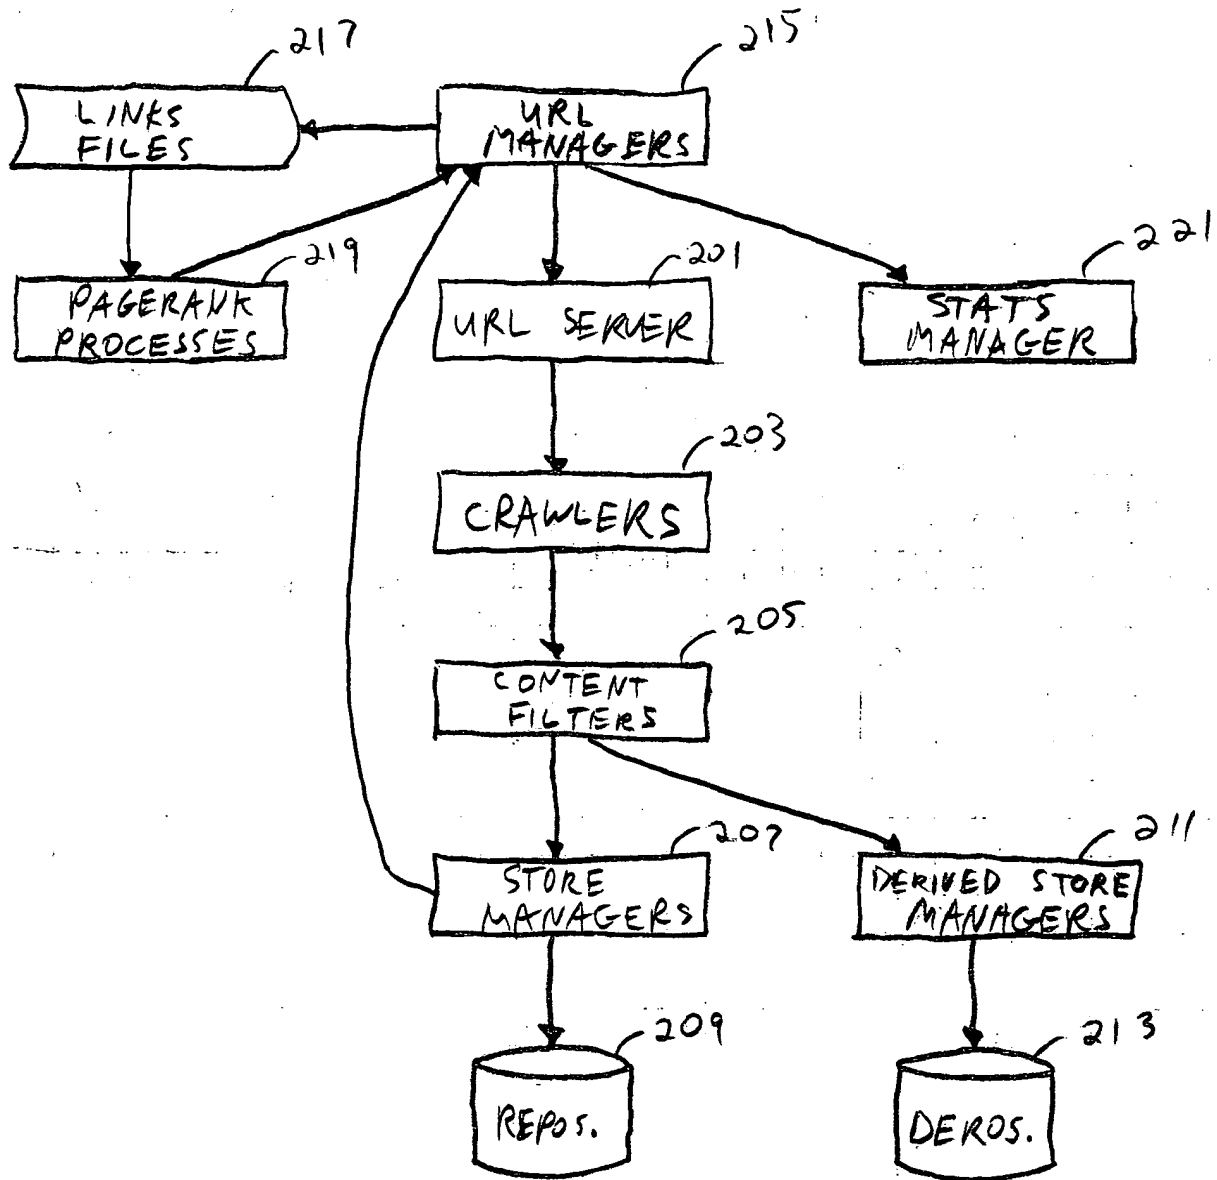 217
LINKS
FILES
215
URL
MANAGERS
219
PAGERANK
PROCESSES
201
URL SERVER
221
STATS
MANAGER
203
CRAWLERS
205
CONTENT
FILTERS
207
STORE
MANAGERS
211
DERIVED STORE
MANAGERS
209
REPOS.
213
DEROS.